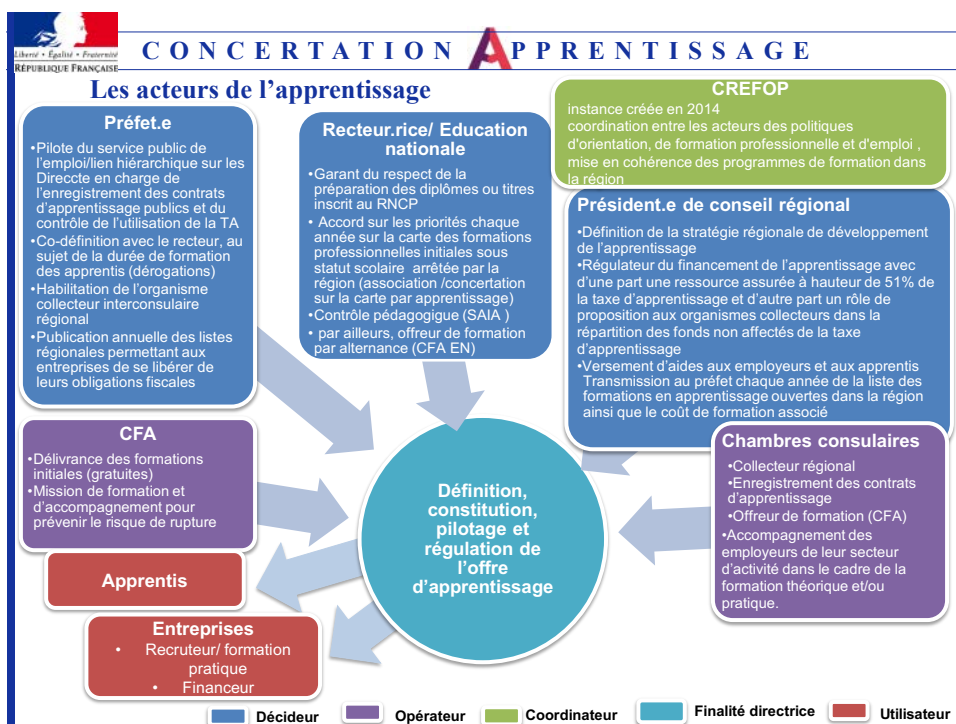 Liberté • Égalité • Fraternité
RÉPUBLIQUE FRANÇAISE
CONCERTATION APPRENTISSAGE
Les acteurs de l'apprentissage
Préfet.e
•Pilote du service public de
l'emploi/lien hiérarchique sur les
Direccte en charge de
l'enregistrement des contrats
d'apprentissage publics et du
contrôle de l'utilisation de la TA
•Co-définition avec le recteur, au
sujet de la durée de formation
des apprentis (dérogations)
•Habilitation de l'organisme
collecteur interconsulaire
régional
•Publication annuelle des listes
régionales permettant aux
entreprises de se libérer de
leurs obligations fiscales
Recteur.rice/ Education
nationale
•Garant du respect de la
préparation des diplômes ou titres
inscrit au RNCP
• Accord sur les priorités chaque
année sur la carte des formations
professionnelles initiales sous
statut scolaire arrêtée par la
région (association /concertation
sur la carte par apprentissage)
•Contrôle pédagogigue (SAIA )
• par ailleurs, offreur de formation
par alternance (CFA EN)
CREFOP
instance créée en 2014
coordination entre les acteurs des politiques
d'orientation, de formation professionnelle et d'emploi ,
mise en cohérence des programmes de formation dans
la région
Président.e de conseil régional
•Définition de la stratégie régionale de développement
de l'apprentissage
•Régulateur du financement de l'apprentissage avec
d'une part une ressource assurée à hauteur de 51% de
la taxe d'apprentissage et d'autre part un rôle de
proposition aux organismes collecteurs dans la
répartition des fonds non affectés de la taxe
d'apprentissage
•Versement d'aides aux employeurs et aux apprentis
Transmission au préfet chaque année de la liste des
formations en apprentissage ouvertes dans la région
ainsi que le coût de formation associé
CFA
•Délivrance des formations
initiales (gratuites)
•Mission de formation et
d'accompagnement pour
prévenir le risque de rupture
Définition,
constitution,
pilotage et
régulation de
l'offre
d'apprentissage
Chambres consulaires
•Collecteur régional
•Enregistrement des contrats
d'apprentissage
•Offreur de formation (CFA)
•Accompagnement des
employeurs de leur secteur
d'activité dans le cadre de la
formation théorique et/ou
pratique.
Apprentis
Entreprises
• Recruteur/ formation
pratique
• Financeur
Décideur
Opérateur
Coordinateur
Finalité directrice
Utilisateur